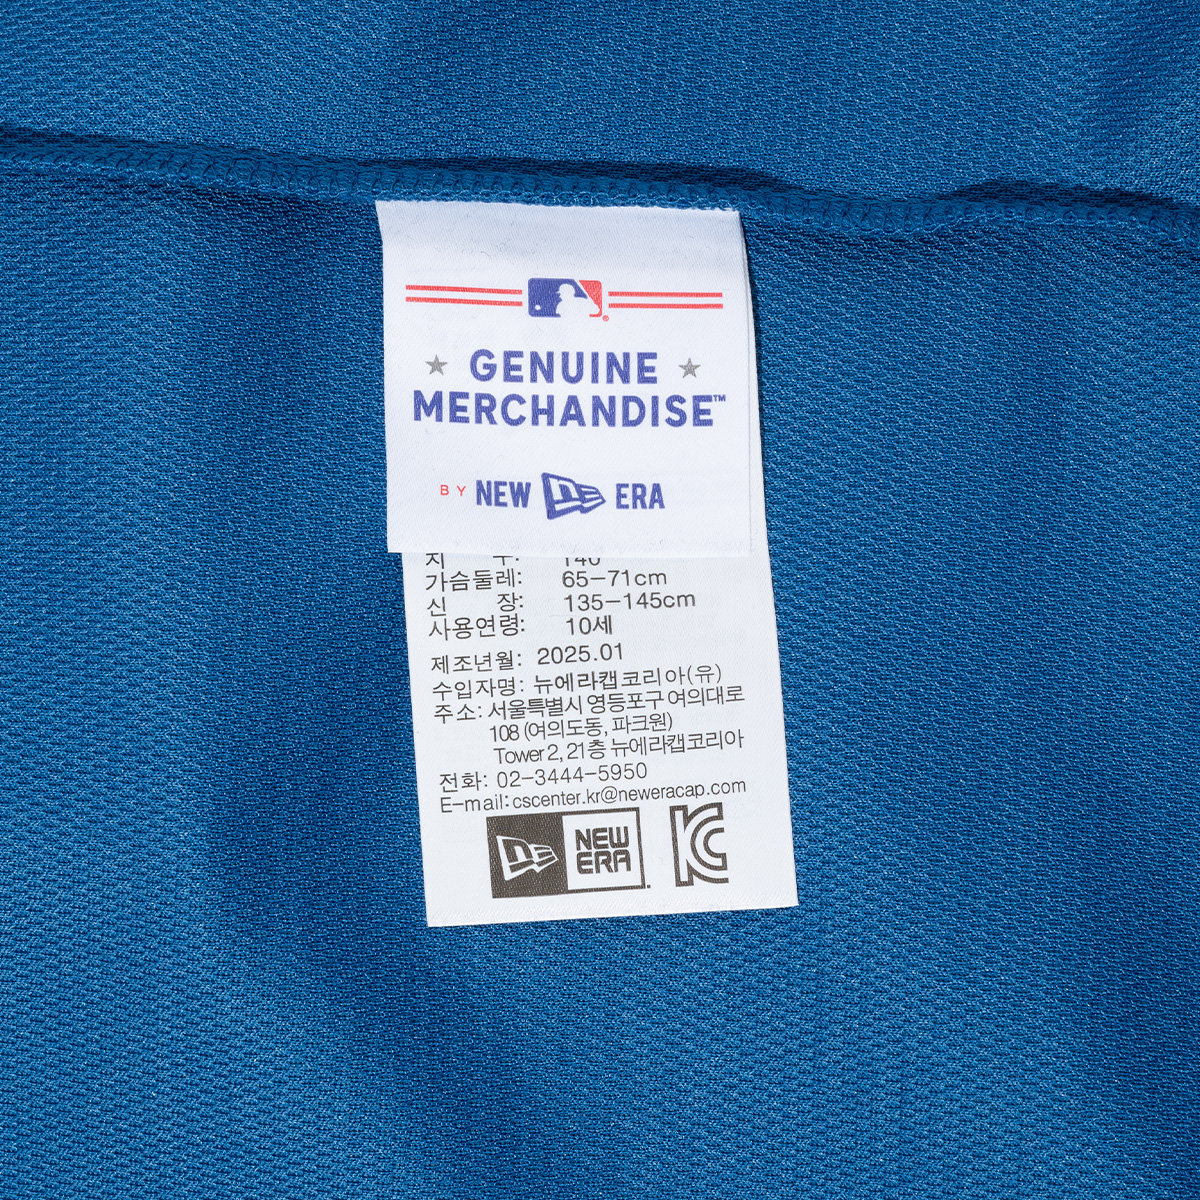 GENUINE
MERCHANDISE™
BY NEW ERA
치 수: 140
가슴둘레: 65-71cm
신 장: 135-145cm
사용연령: 10세
제조년월: 2025.01
수입자명: 뉴에라캡코리아(유)
주소: 서울특별시 영등포구 여의대로
108 (여의도동, 파크원)
Tower 2, 21층 뉴에라캡코리아
전화: 02-3444-5950
E-mail: cscenter.kr@neweracap.com
NEW
ERA
KC